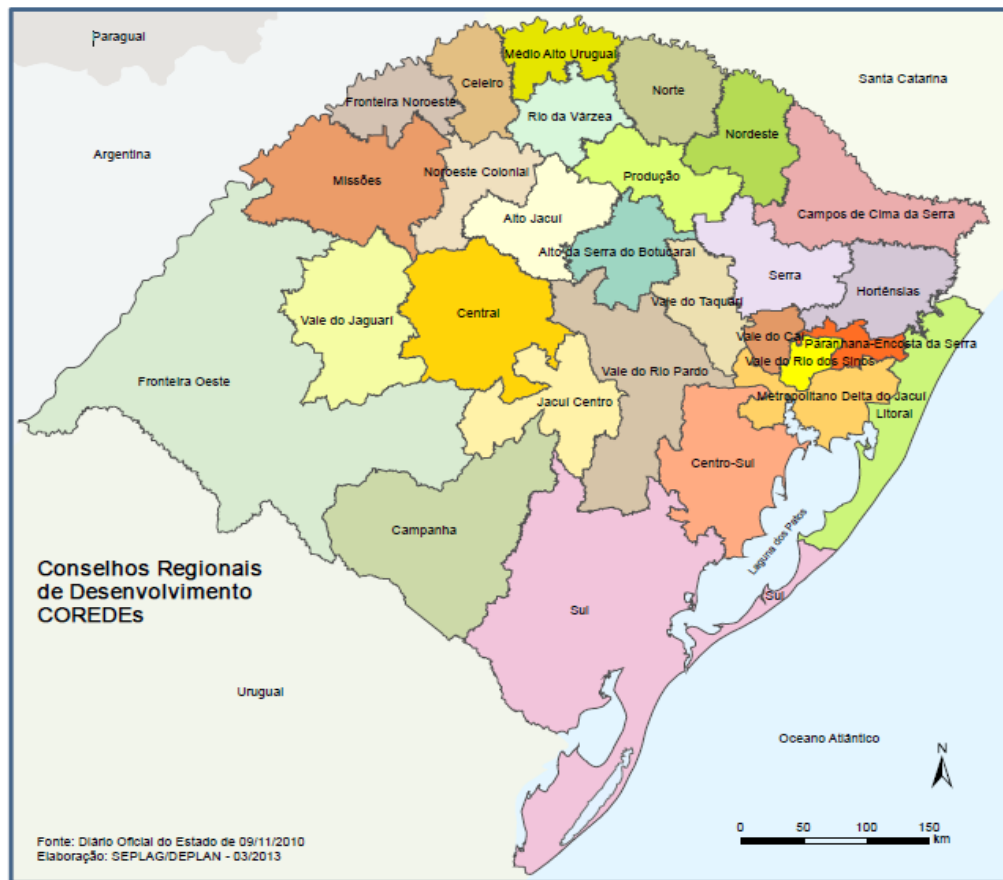 Paraguai
Médio Alto Uruguai
Celeiro
Santa Catarina
Norte
Fronteira Noroeste
Rio da Várzea
Nordeste
Argentina
Noroeste Colonial
Missões
Produção
Alto Jacuí
Campos de Cima da Serra
Alto da Serra do Botucaraí
Serra
Hortênsias
Vale do Taquari
Central
Vale do Jaguari
Vale do Caí
Paranhana-Encosta da Serra
Vale do Rio dos Sinos
Vale do Rio Pardo
Fronteira Oeste
Metropolitano Delta do Jacuí
Jacuí Centro
Litoral
Centro-Sul
Campanha
Laguna dos Patos
Conselhos Regionais
de Desenvolvimento
COREDEs
Sul
Sul
Uruguai
Oceano Atlântico
N
0 50 100 150
km
Fonte: Diário Oficial do Estado de 09/11/2010
Elaboração: SEPLAG/DEPLAN - 03/2013